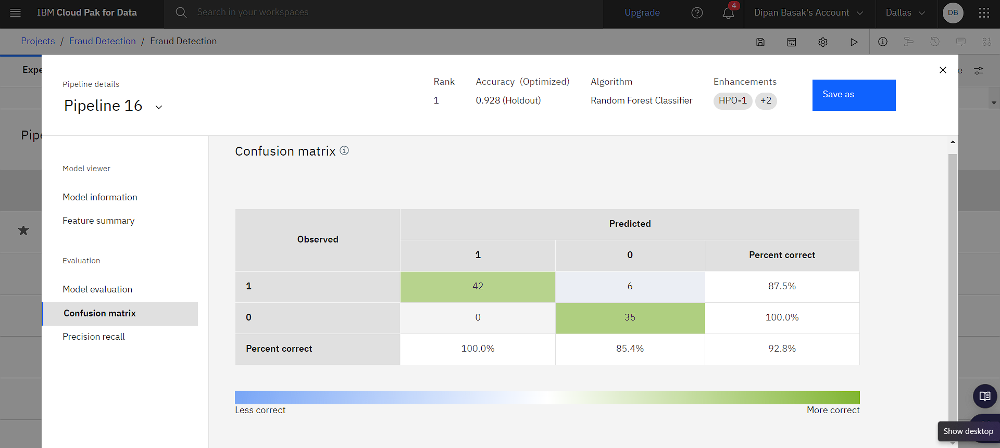 IBM Cloud Pak for Data
Search in your workspaces
Upgrade
4
Dipan Basak's Account
Dallas
DB
Projects / Fraud Detection / Fraud Detection
Expe
e
Pipeline details
Pipeline 16
Rank
1
Accuracy (Optimized)
0.928 (Holdout)
Algorithm
Random Forest Classifier
Enhancements
HPO-1 +2
Save as
Pipe
Model viewer
Model information
Feature summary
Evaluation
Model evaluation
Confusion matrix
Precision recall
Confusion matrix
Observed Predicted
1 0 Percent correct
1 42 6 87.5%
0 0 35 100.0%
Percent correct 100.0% 85.4% 92.8%
Less correct More correct
Show desktop